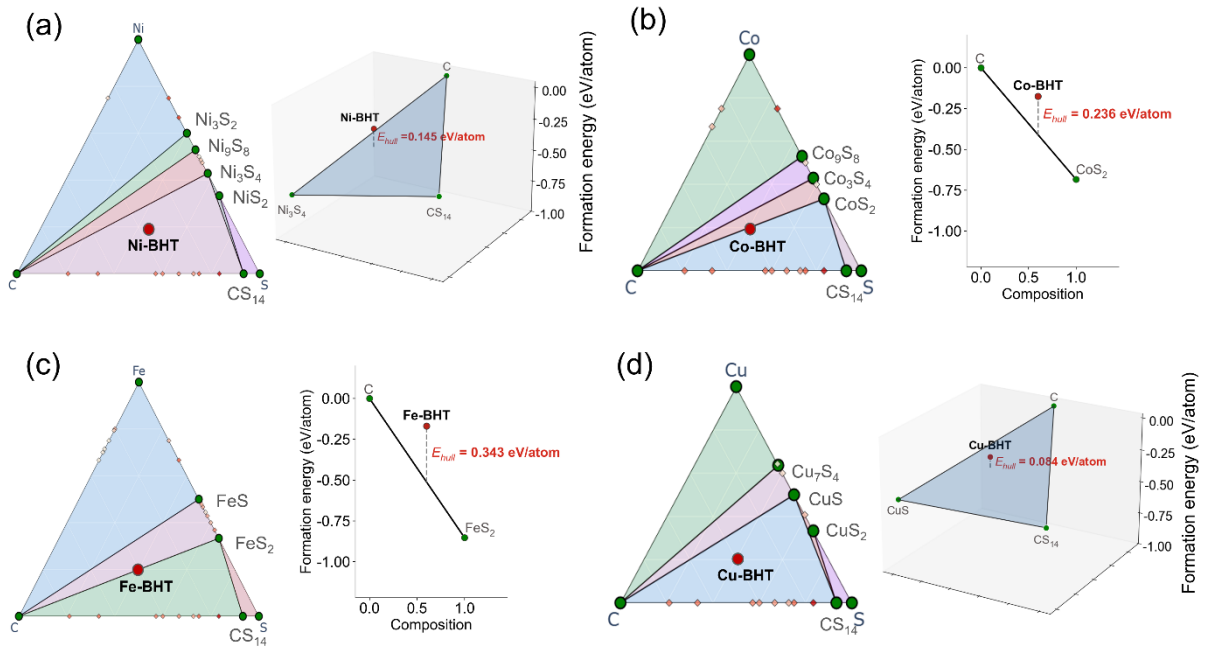 (a)
Ni
Ni₃S₂
Ni₉S₈
Ni₃S₄
NiS₂
Ni-BHT
C
S
CS₁₄
C
Ni-BHT
E_hull =0.145 eV/atom
Ni₃S₄
CS₁₄
0.00
-0.25
-0.50
-0.75
-1.00
Formation energy (eV/atom)
(b)
Co
Co₉S₈
Co₃S₄
CoS₂
Co-BHT
C
CS₁₄
S
Formation energy (eV/atom)
0.00
-0.25
-0.50
-0.75
-1.00
C
Co-BHT
E_hull = 0.236 eV/atom
CoS₂
0.0
0.5
1.0
Composition
(c)
Fe
FeS
FeS₂
Fe-BHT
C
S
CS₁₄
Formation energy (eV/atom)
0.00
-0.25
-0.50
-0.75
-1.00
C
Fe-BHT
E_hull = 0.343 eV/atom
FeS₂
0.0
0.5
1.0
Composition
(d)
Cu
Cu₇S₄
CuS
CuS₂
Cu-BHT
C
CS₁₄
S
C
Cu-BHT
E_hull = 0.084 eV/atom
CuS
CS₁₄
0.00
-0.25
-0.50
-0.75
-1.00
Formation energy (eV/atom)